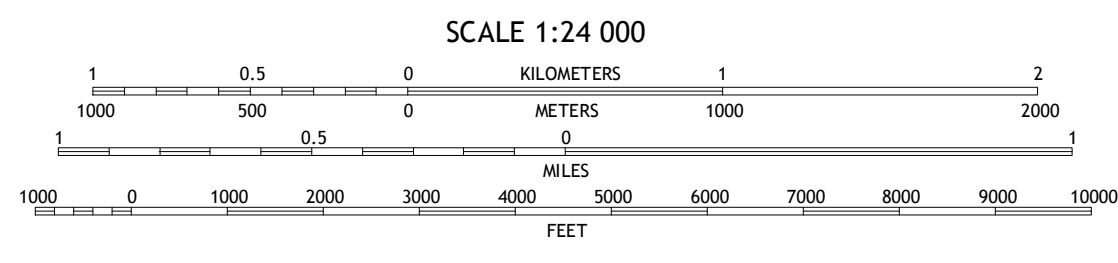 SCALE 1:24 000
1 0.5 0 KILOMETERS 1 2
1000 500 0 METERS 1000 2000
1 0.5 0 1
MILES
1000 0 1000 2000 3000 4000 5000 6000 7000 8000 9000 10000
FEET